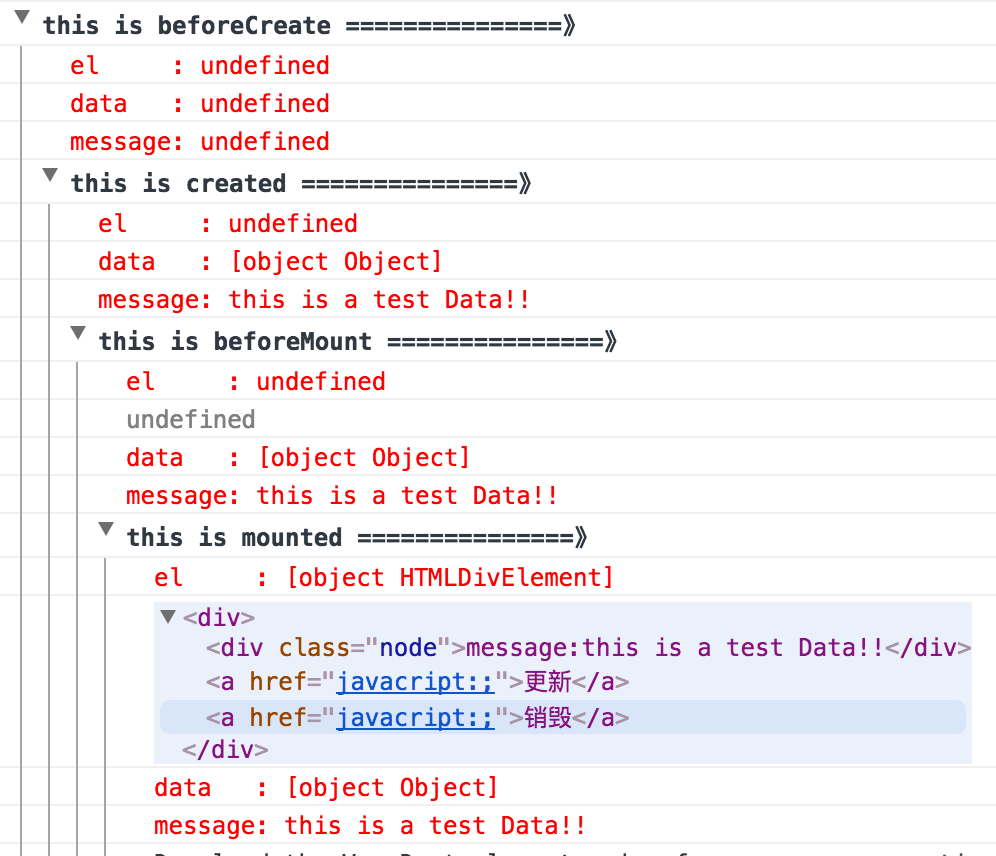 this is beforeCreate ===============》
el     : undefined
data   : undefined
message: undefined
this is created ===============》
el     : undefined
data   : [object Object]
message: this is a test Data!!
this is beforeMount ===============》
el     : undefined
undefined
data   : [object Object]
message: this is a test Data!!
this is mounted ===============》
el     : [object HTMLDivElement]
<div>
<div class="node">message:this is a test Data!!</div>
<a href="javacript:;">更新</a>
<a href="javacript:;">销毁</a>
</div>
data   : [object Object]
message: this is a test Data!!